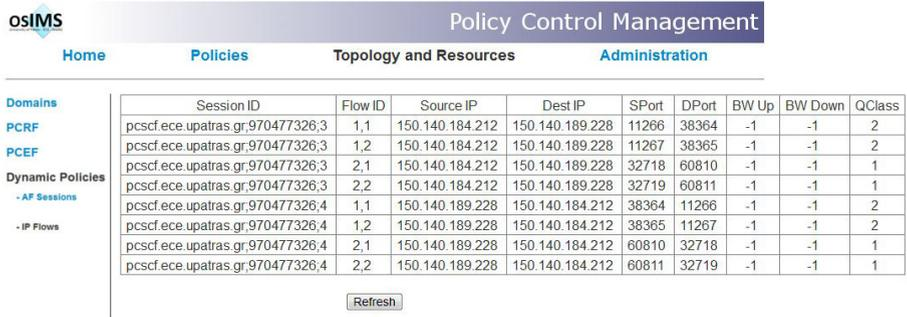 osIMS
Policy Control Management
Home Policies Topology and Resources Administration
Domains
PCRF
PCEF
Dynamic Policies
- AF Sessions
- IP Flows
Session ID Flow ID Source IP Dest IP SPort DPort BW Up BW Down QClass
pcscf.ece.upatras.gr;970477326;3 1,1 150.140.184.212 150.140.189.228 11266 38364 -1 -1 2
pcscf.ece.upatras.gr;970477326;3 1,2 150.140.184.212 150.140.189.228 11267 38365 -1 -1 2
pcscf.ece.upatras.gr;970477326;3 2,1 150.140.184.212 150.140.189.228 32718 60810 -1 -1 1
pcscf.ece.upatras.gr;970477326;3 2,2 150.140.184.212 150.140.189.228 32719 60811 -1 -1 1
pcscf.ece.upatras.gr;970477326;4 1,1 150.140.189.228 150.140.184.212 38364 11266 -1 -1 2
pcscf.ece.upatras.gr;970477326;4 1,2 150.140.189.228 150.140.184.212 38365 11267 -1 -1 2
pcscf.ece.upatras.gr;970477326;4 2,1 150.140.189.228 150.140.184.212 60810 32718 -1 -1 1
pcscf.ece.upatras.gr;970477326;4 2,2 150.140.189.228 150.140.184.212 60811 32719 -1 -1 1
Refresh